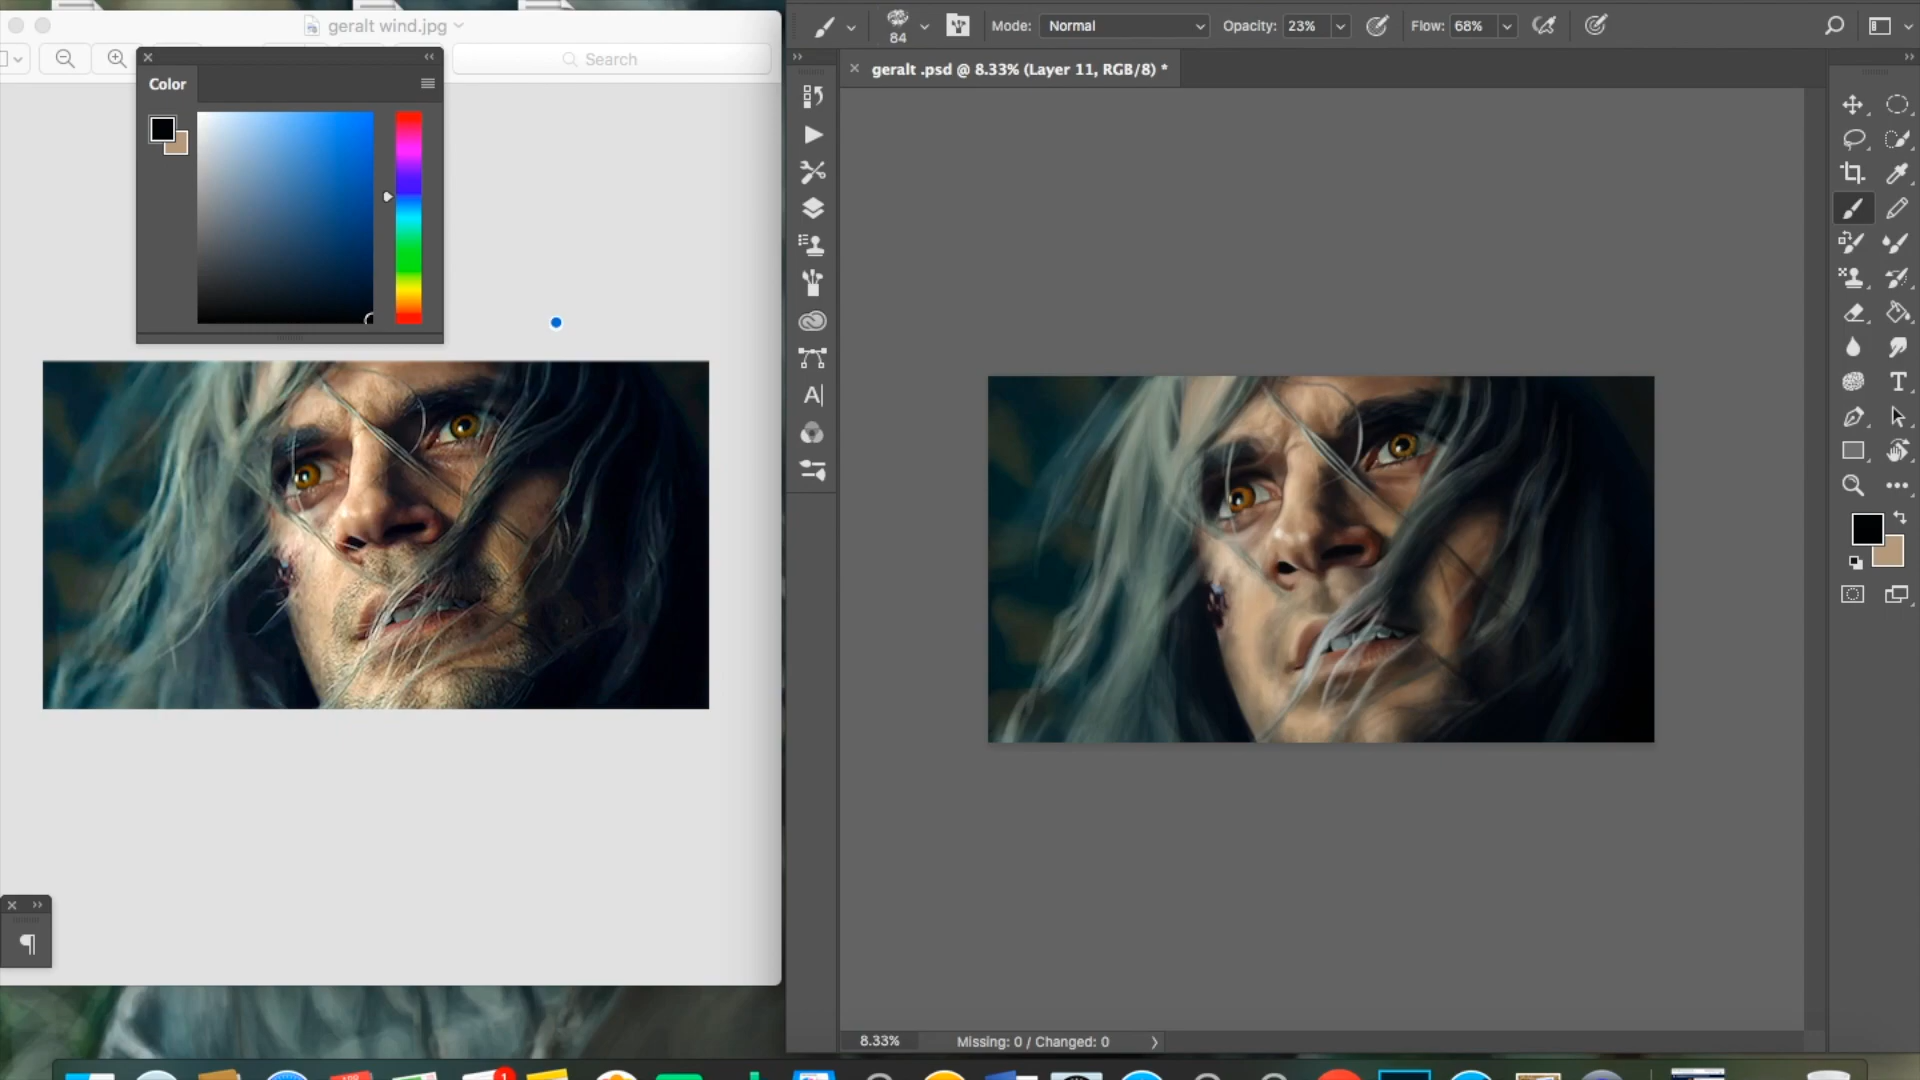 geralt wind.jpg
Search
Color
84
Mode: Normal
Opacity: 23%
Flow: 68%
geralt .psd @ 8.33% (Layer 11, RGB/8) *
8.33%
Missing: 0 / Changed: 0
1